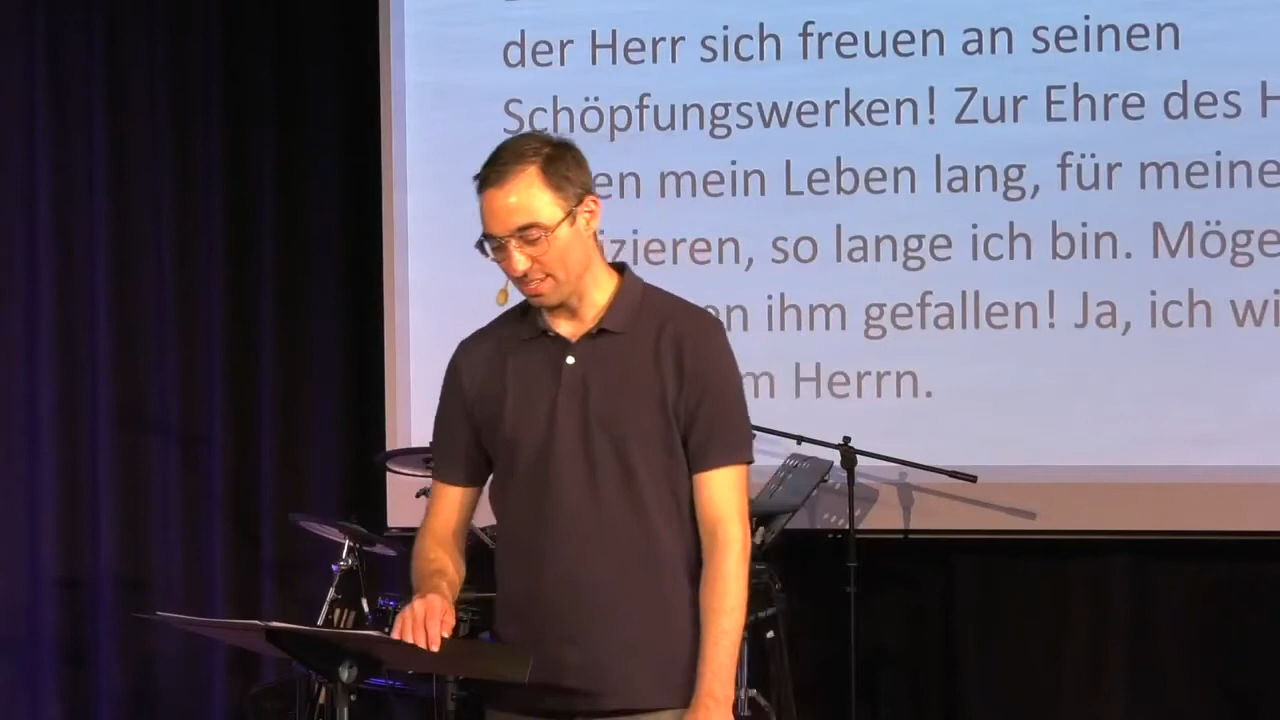 der Herr sich freuen an seinen
Schöpfungswerken! Zur Ehre des H
en mein Leben lang, für meine
izieren, so lange ich bin. Möge
n ihm gefallen! Ja, ich wi
m Herrn.